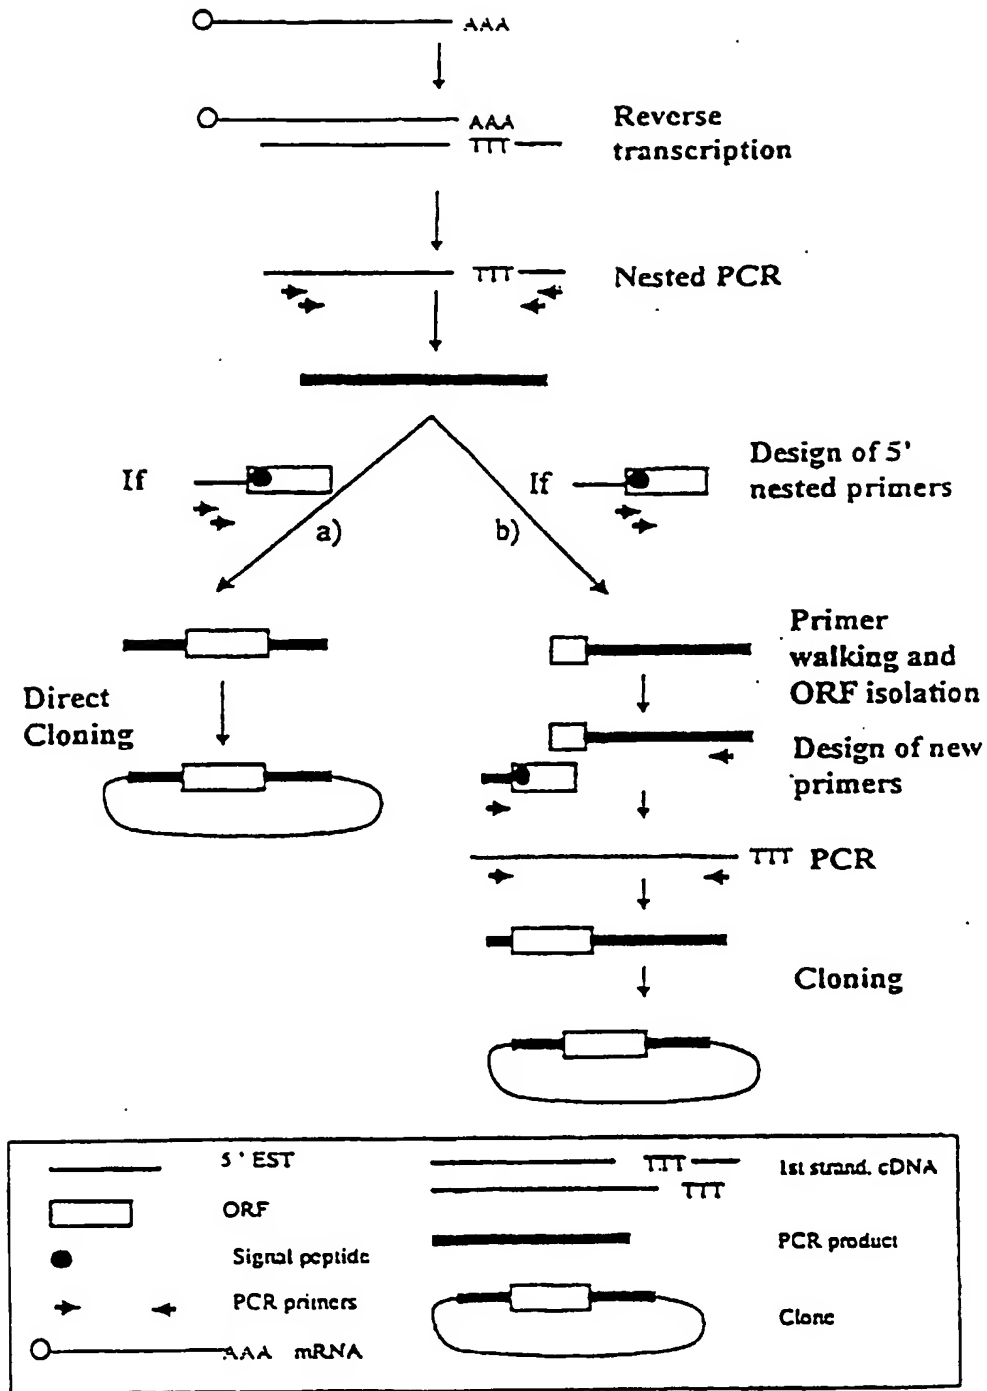 AAA
AAA
TTT
Reverse
transcription
TTT
Nested PCR
If
If
Design of 5'
nested primers
a)
b)
Primer
walking and
ORF isolation
Direct
Cloning
Design of new
primers
TTT PCR
Cloning
5 ' EST
TTT
1st strand. cDNA
TTT
ORF
Signal peptide
PCR product
PCR primers
Clone
AAA mRNA